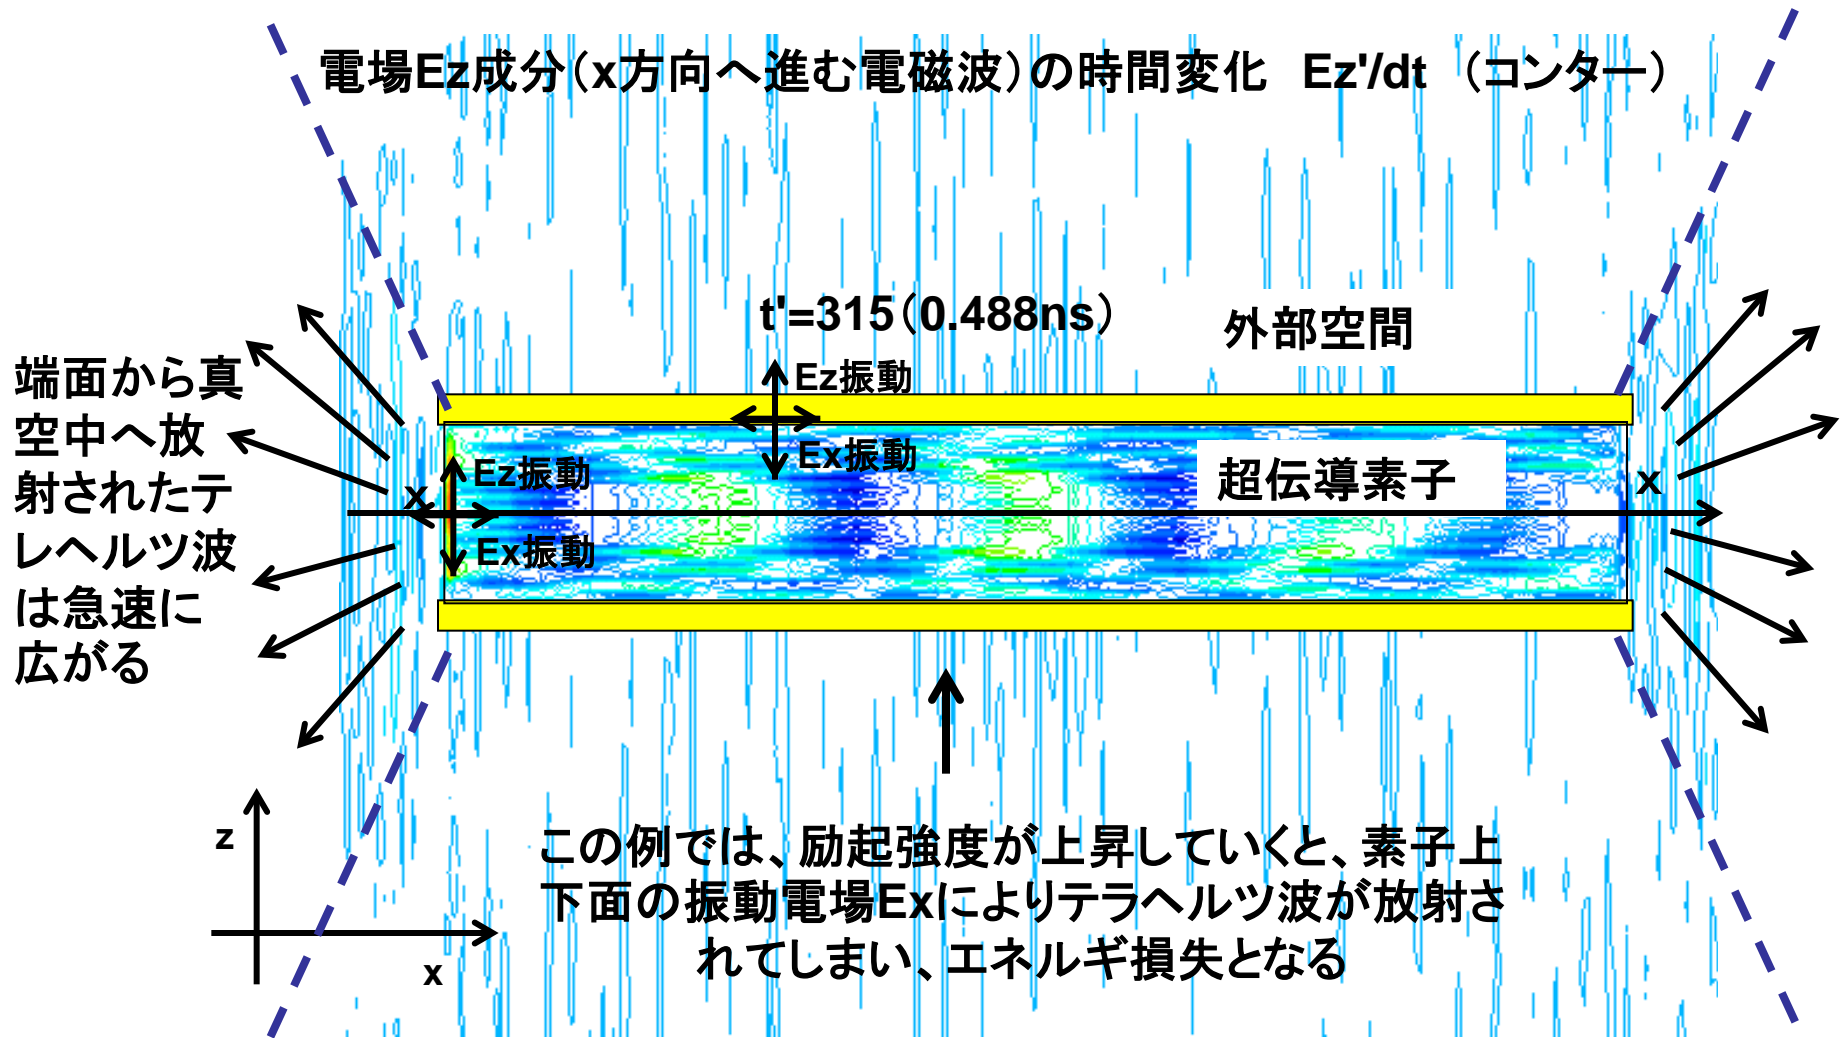 電場Ez成分（x方向へ進む電磁波）の時間変化　Ez'/dt　（コンター）
t'=315（0.488ns）
外部空間
Ez振動
Ex振動
端面から真
空中へ放
射されたテ
レヘルツ波
は急速に
広がる
Ez振動
超伝導素子
x
x
Ex振動
z
x
この例では、励起強度が上昇していくと、素子上
下面の振動電場Exによりテラヘルツ波が放射さ
れてしまい、エネルギ損失となる